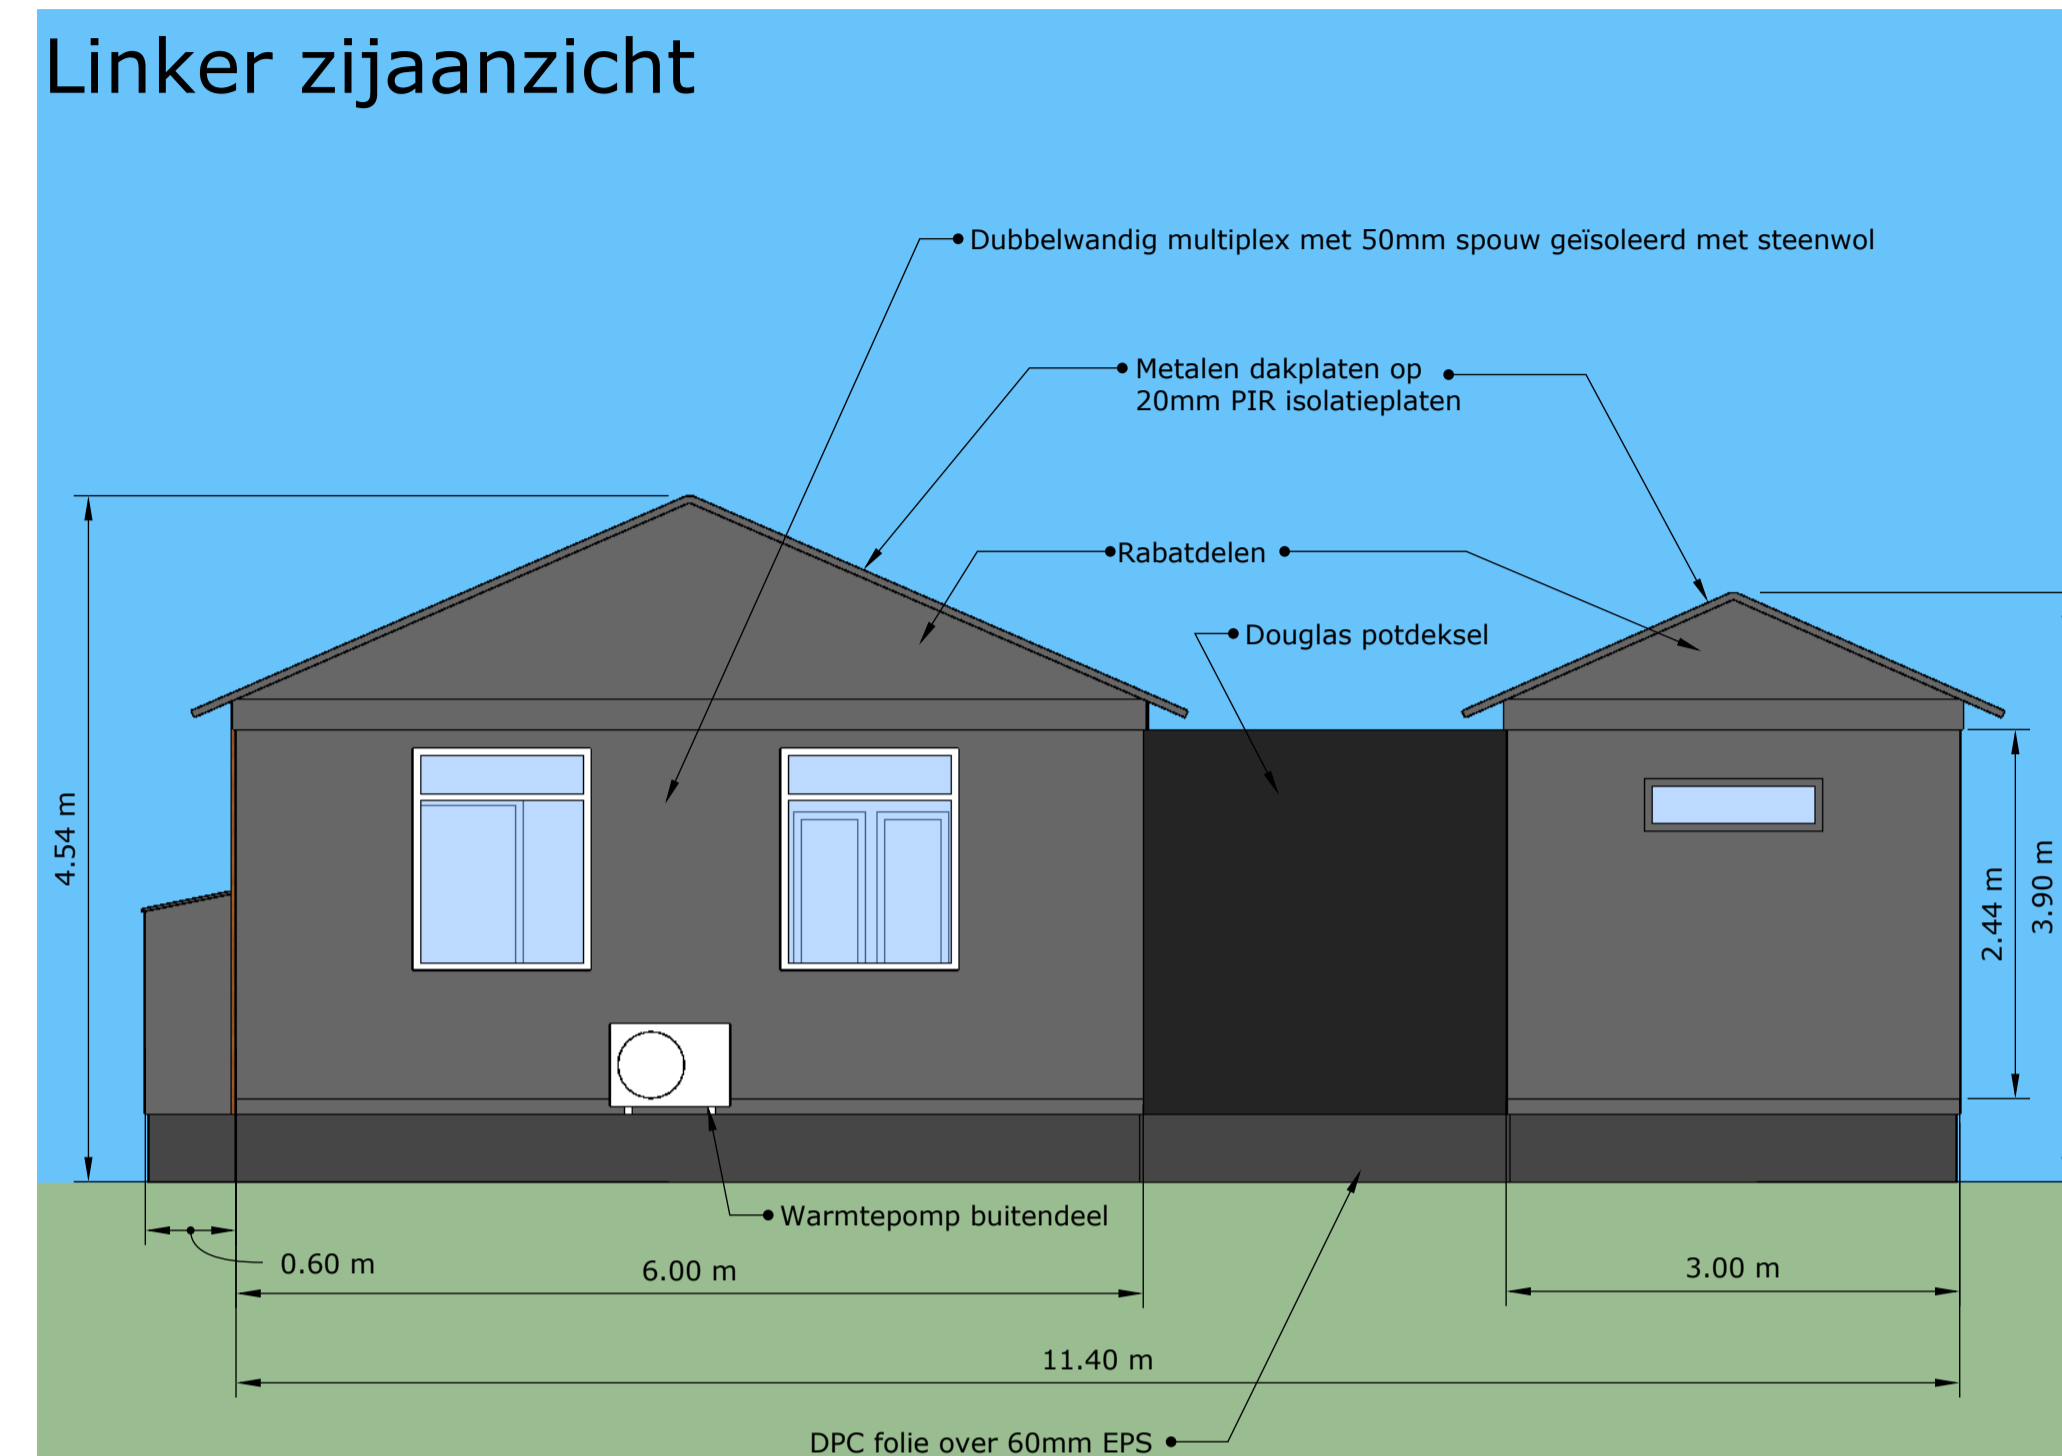 Linker zijaanzicht
Dubbelwandig multiplex met 50mm spouw geïsoleerd met steenwol
Metalen dakplaten op
20mm PIR isolatieplaten
Rabatdelen
Douglas potdeksel
4.54 m
2.44 m
3.90 m
Warmtepomp buitendeel
0.60 m
6.00 m
3.00 m
11.40 m
DPC folie over 60mm EPS